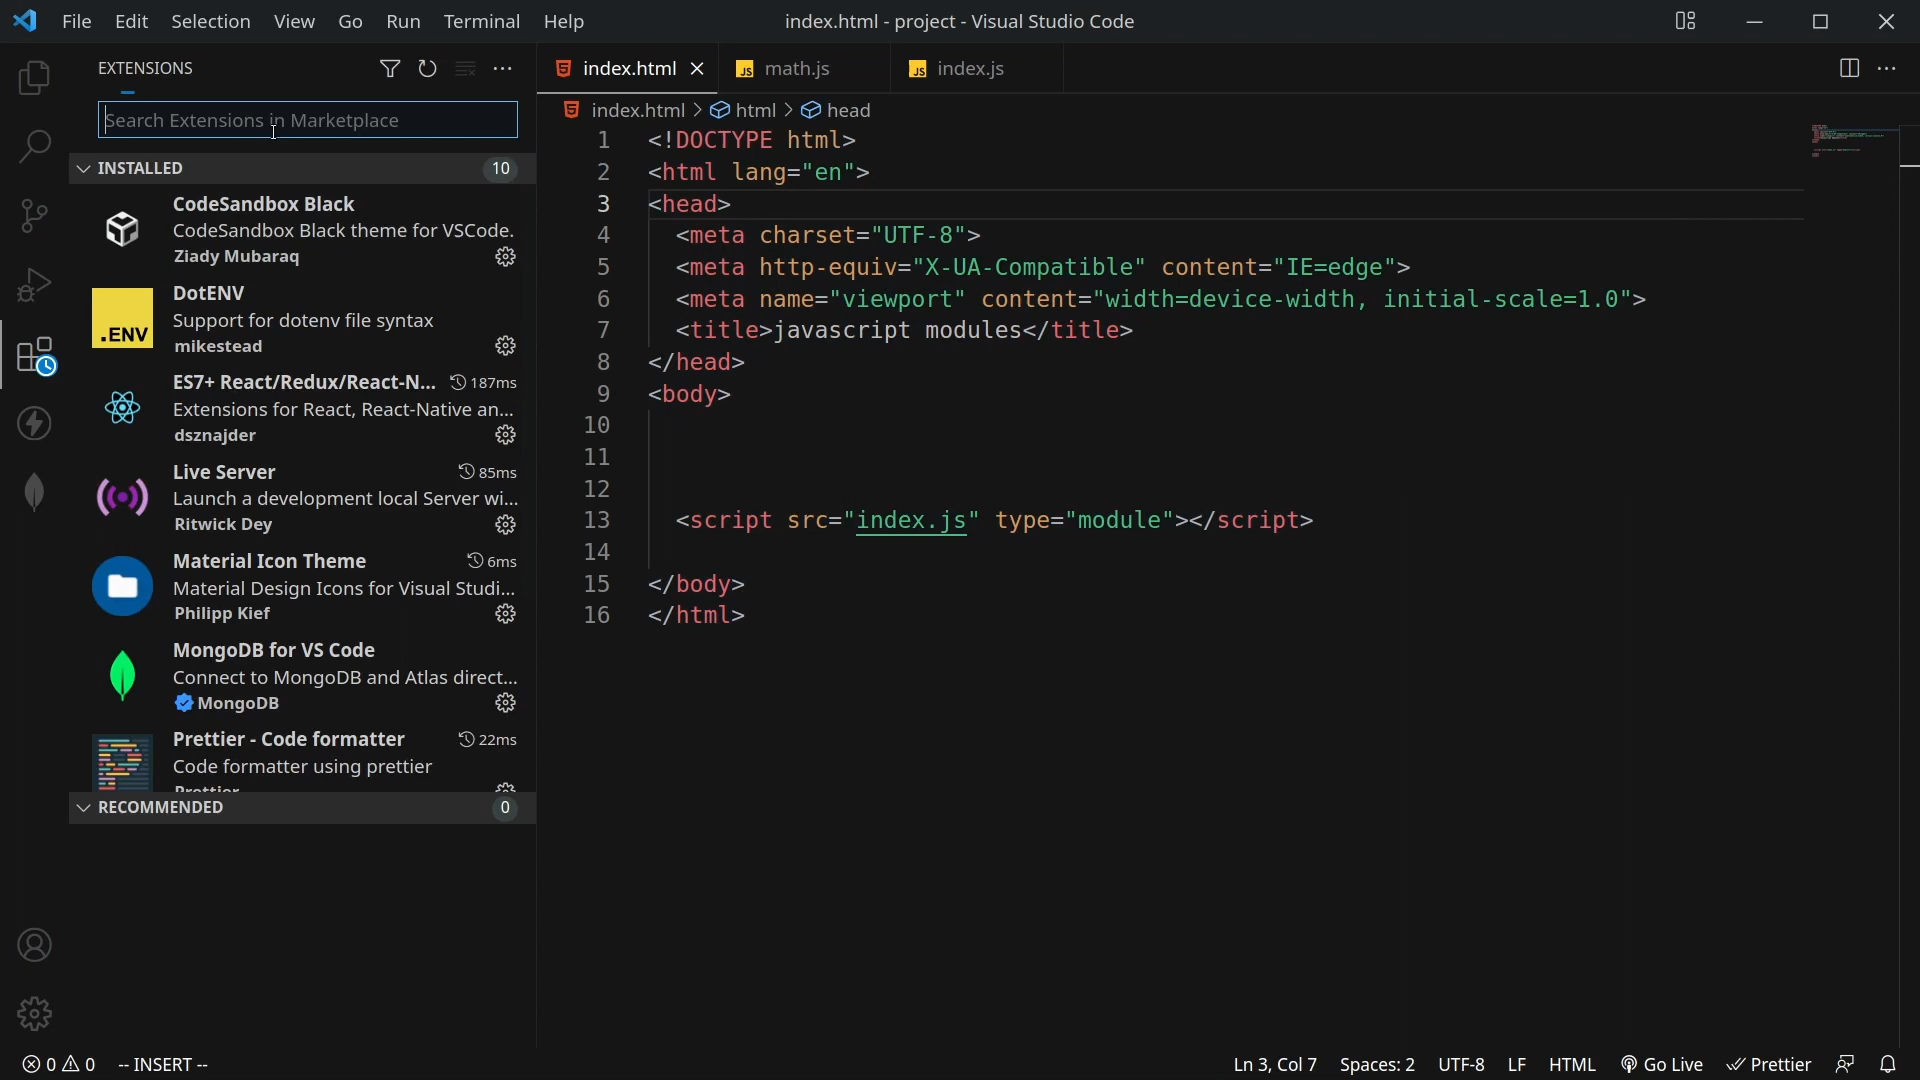 File Edit Selection View Go Run Terminal Help
index.html - project - Visual Studio Code
EXTENSIONS
Search Extensions in Marketplace
INSTALLED 10
CodeSandbox Black
CodeSandbox Black theme for VSCode.
Ziady Mubaraq
.ENV
DotENV
Support for dotenv file syntax
mikestead
ES7+ React/Redux/React-N... 187ms
Extensions for React, React-Native an...
dsznajder
Live Server 85ms
Launch a development local Server wi...
Ritwick Dey
Material Icon Theme 6ms
Material Design Icons for Visual Studi...
Philipp Kief
MongoDB for VS Code
Connect to MongoDB and Atlas direct...
MongoDB
Prettier - Code formatter 22ms
Code formatter using prettier
Prettier
RECOMMENDED 0
index.html JS math.js JS index.js
index.html > html > head
1 <!DOCTYPE html>
2 <html lang="en">
3 <head>
4 <meta charset="UTF-8">
5 <meta http-equiv="X-UA-Compatible" content="IE=edge">
6 <meta name="viewport" content="width=device-width, initial-scale=1.0">
7 <title>javascript modules</title>
8 </head>
9 <body>
10
11
12
13 <script src="index.js" type="module"></script>
14
15 </body>
16 </html>
0 0 -- INSERT --
Ln 3, Col 7 Spaces: 2 UTF-8 LF HTML Go Live Prettier